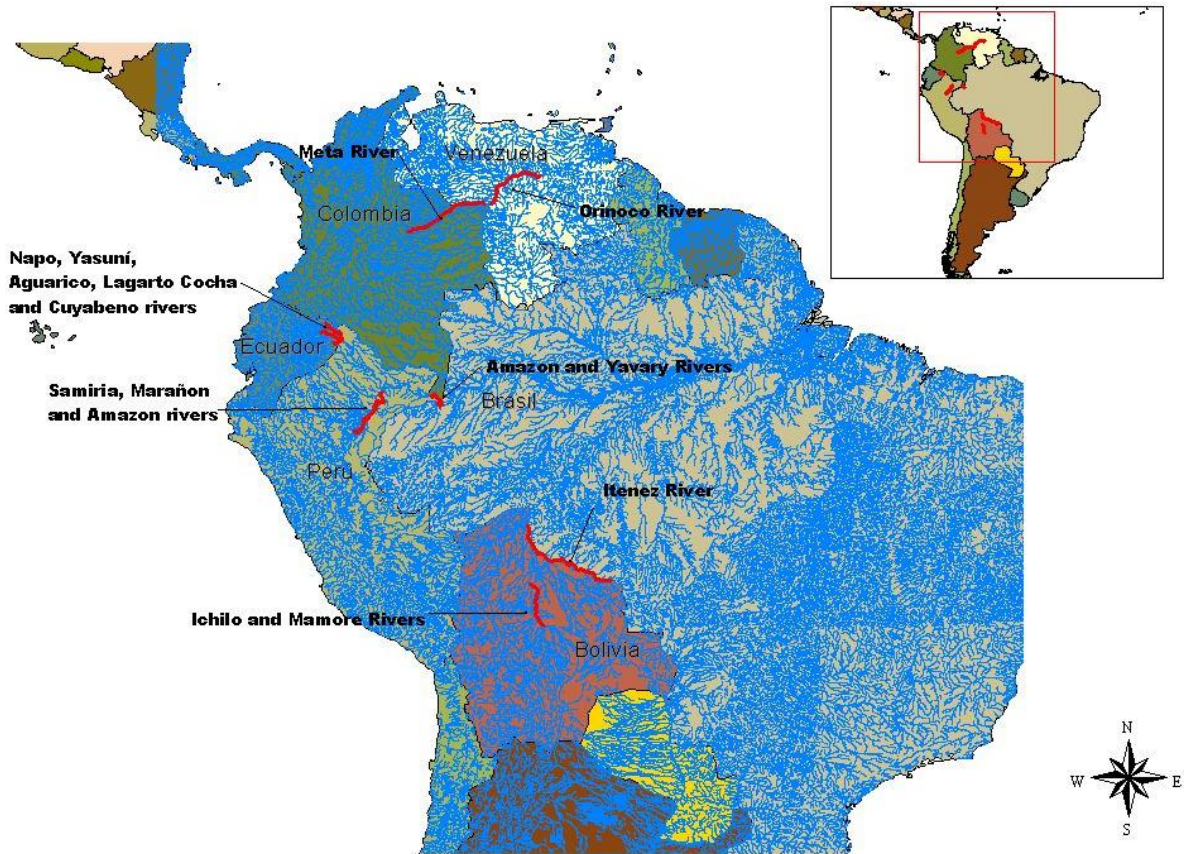 Meta River
Venezuela
Colombia
Orinoco River
Napo, Yasuní,
Aguarico, Lagarto Cocha
and Cuyabeno rivers
Ecuador
Amazon and Yavary Rivers
Samiria, Marañon
and Amazon rivers
Brasil
Perú
Itenez River
Ichilo and Mamore Rivers
Bolivia
N
W E
S